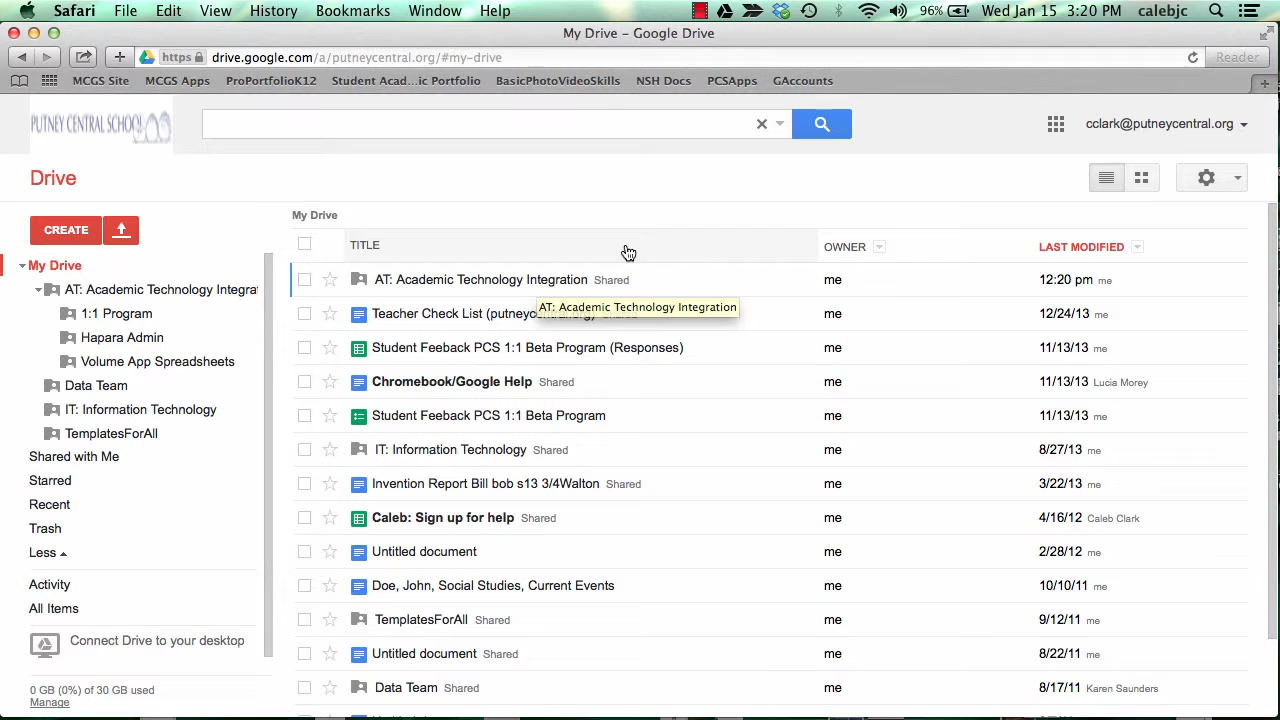 Safari File Edit View History Bookmarks Window Help 96% Wed Jan 15 3:20 PM calebjc
My Drive – Google Drive
https drive.google.com/a/putneycentral.org/#my-drive Reader
MCGS Site MCGS Apps ProPortfolioK12 Student Acad...ic Portfolio BasicPhotoVideoSkills NSH Docs PCSApps GAccounts
PUTNEY CENTRAL SCHOOL
cclark@putneycentral.org
Drive
CREATE
My Drive
AT: Academic Technology Integra
1:1 Program
Hapara Admin
Volume App Spreadsheets
Data Team
IT: Information Technology
TemplatesForAll
Shared with Me
Starred
Recent
Trash
Less
Activity
All Items
Connect Drive to your desktop
0 GB (0%) of 30 GB used
Manage
My Drive
TITLE OWNER LAST MODIFIED
AT: Academic Technology Integration Shared me 12:20 pm me
AT: Academic Technology Integration
Teacher Check List (putneyc Shared me 12/24/13 me
Student Feeback PCS 1:1 Beta Program (Responses) me 11/13/13 me
Chromebook/Google Help Shared me 11/13/13 Lucia Morey
Student Feeback PCS 1:1 Beta Program me 11/13/13 me
IT: Information Technology Shared me 8/27/13 me
Invention Report Bill bob s13 3/4Walton Shared me 3/22/13 me
Caleb: Sign up for help Shared me 4/16/12 Caleb Clark
Untitled document me 2/28/12 me
Doe, John, Social Studies, Current Events me 10/10/11 me
TemplatesForAll Shared me 9/12/11 me
Untitled document Shared me 8/22/11 me
Data Team Shared me 8/17/11 Karen Saunders